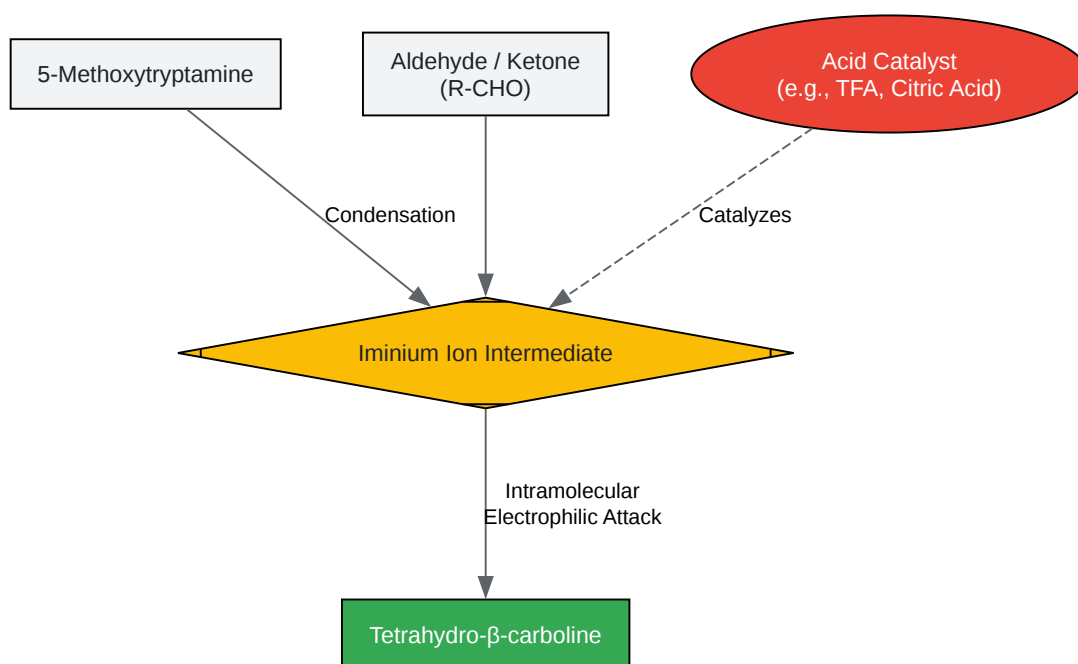 5-Methoxytryptamine
Aldehyde / Ketone
(R-CHO)
Acid Catalyst
(e.g., TFA, Citric Acid)
Condensation
Catalyzes
Iminium Ion Intermediate
Intramolecular
Electrophilic Attack
Tetrahydro-β-carboline